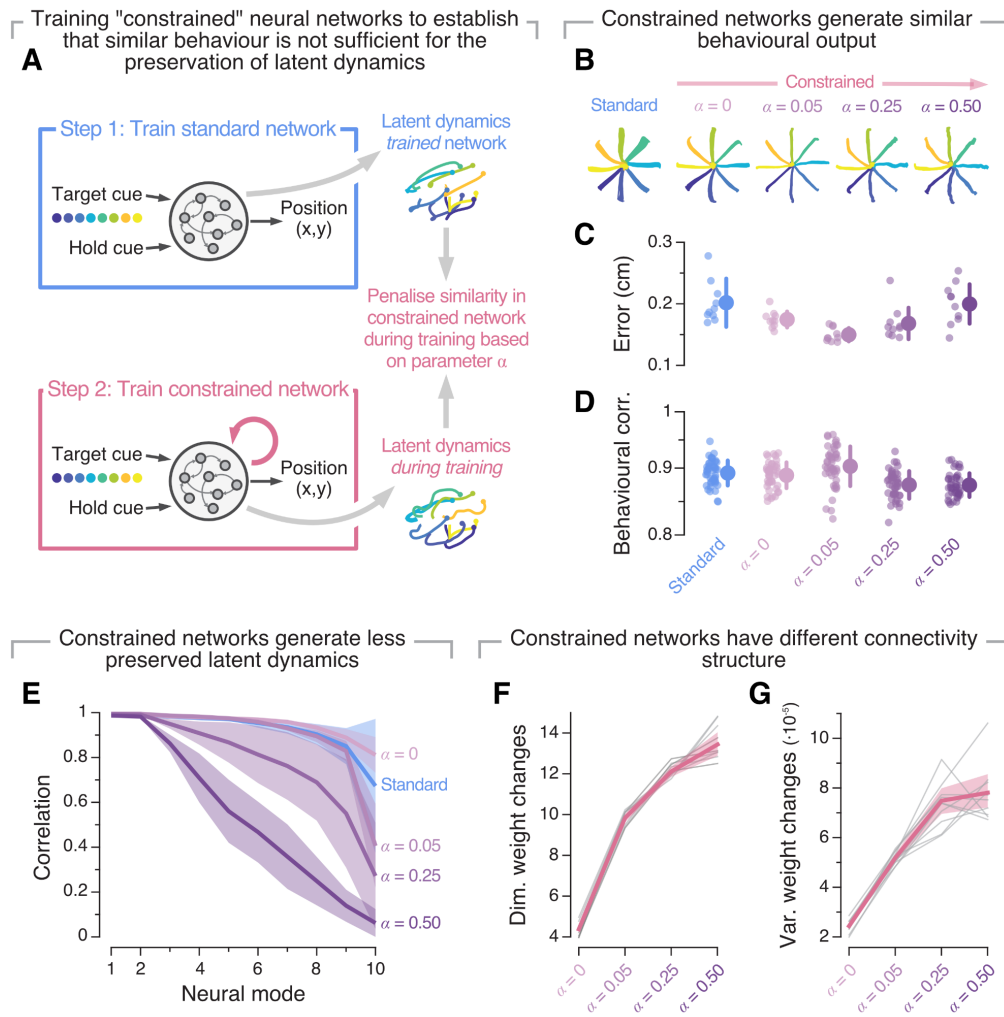 Training "constrained" neural networks to establish
that similar behaviour is not sufficient for the
preservation of latent dynamics
A
Step 1: Train standard network
Target cue
Hold cue
Position
(x,y)
Latent dynamics
trained network
Penalise similarity in
constrained network
during training based
on parameter α
Step 2: Train constrained network
Target cue
Hold cue
Position
(x,y)
Latent dynamics
during training
Constrained networks generate similar
behavioural output
B
Constrained
Standard
α = 0
α = 0.05
α = 0.25
α = 0.50
C
Error (cm)
0.3
0.2
0.1
D
Behavioural corr.
1
0.9
0.8
Standard
α = 0
α = 0.05
α = 0.25
α = 0.50
Constrained networks generate less
preserved latent dynamics
E
Correlation
1
0.8
0.6
0.4
0.2
0
1
2
4
6
8
10
Neural mode
α = 0
Standard
α = 0.05
α = 0.25
α = 0.50
Constrained networks have different connectivity
structure
F
Dim. weight changes
14
12
10
8
6
4
α = 0
α = 0.05
α = 0.25
α = 0.50
G
Var. weight changes (·10⁻⁵)
10
8
6
4
2
α = 0
α = 0.05
α = 0.25
α = 0.50